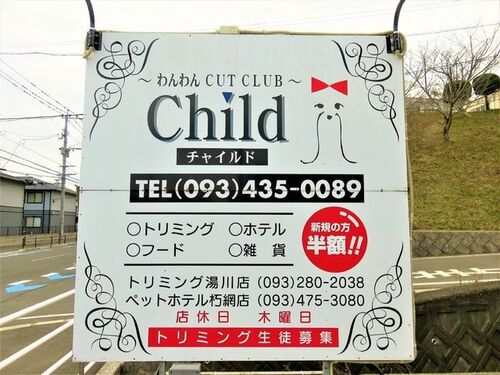 ～わんわん CUT CLUB～
Child
チャイルド
TEL(093)435-0089
○トリミング ○ホテル
○フード ○雑貨
新規の方
半額!!
トリミング湯川店 (093)280-2038
ペットホテル朽網店 (093)475-3080
店休日 木曜日
トリミング生徒募集